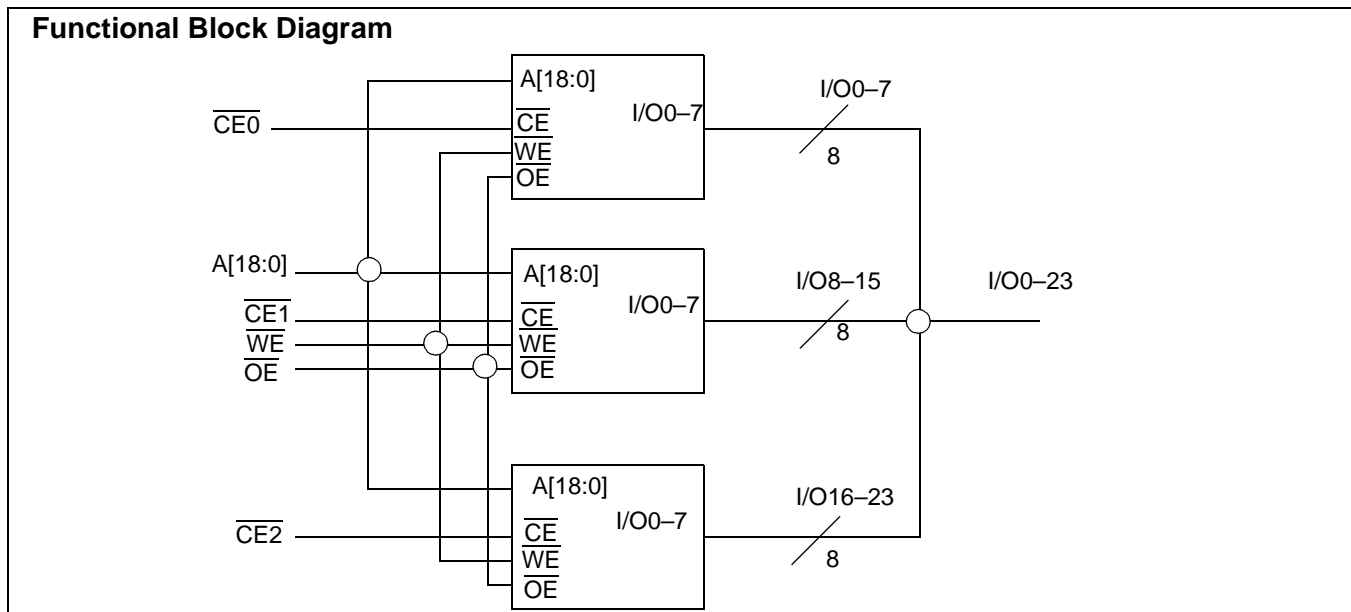 Functional Block Diagram
A[18:0]
I/O0–7
CE
WE
OE
CE0
I/O0–7
8
A[18:0]
CE1
WE
OE
A[18:0]
I/O0–7
CE
WE
OE
I/O8–15
8
I/O0–23
CE2
A[18:0]
I/O0–7
CE
WE
OE
I/O16–23
8